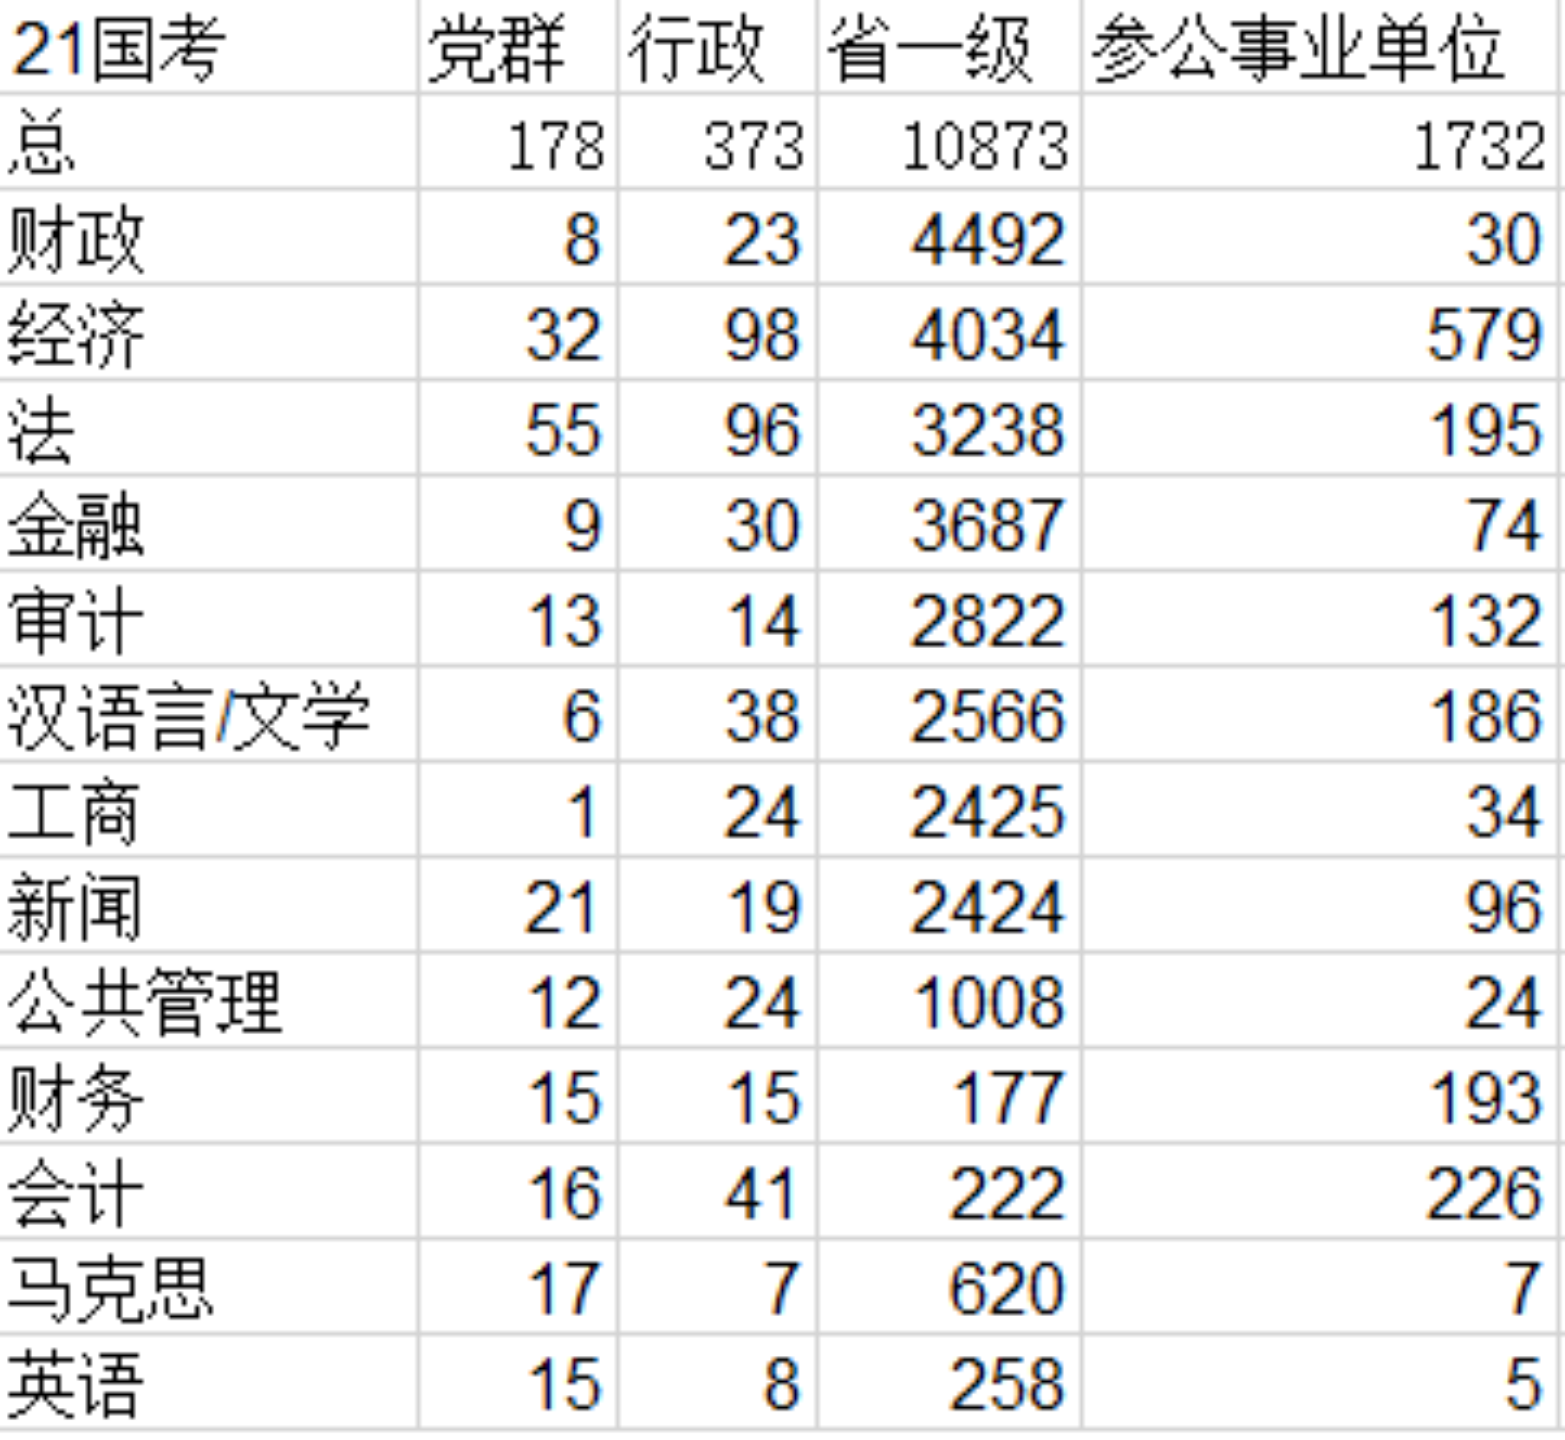 21国考 党群 行政 省一级 参公事业单位
总 178 373 10873 1732
财政 8 23 4492 30
经济 32 98 4034 579
法 55 96 3238 195
金融 9 30 3687 74
审计 13 14 2822 132
汉语言/文学 6 38 2566 186
工商 1 24 2425 34
新闻 21 19 2424 96
公共管理 12 24 1008 24
财务 15 15 177 193
会计 16 41 222 226
马克思 17 7 620 7
英语 15 8 258 5